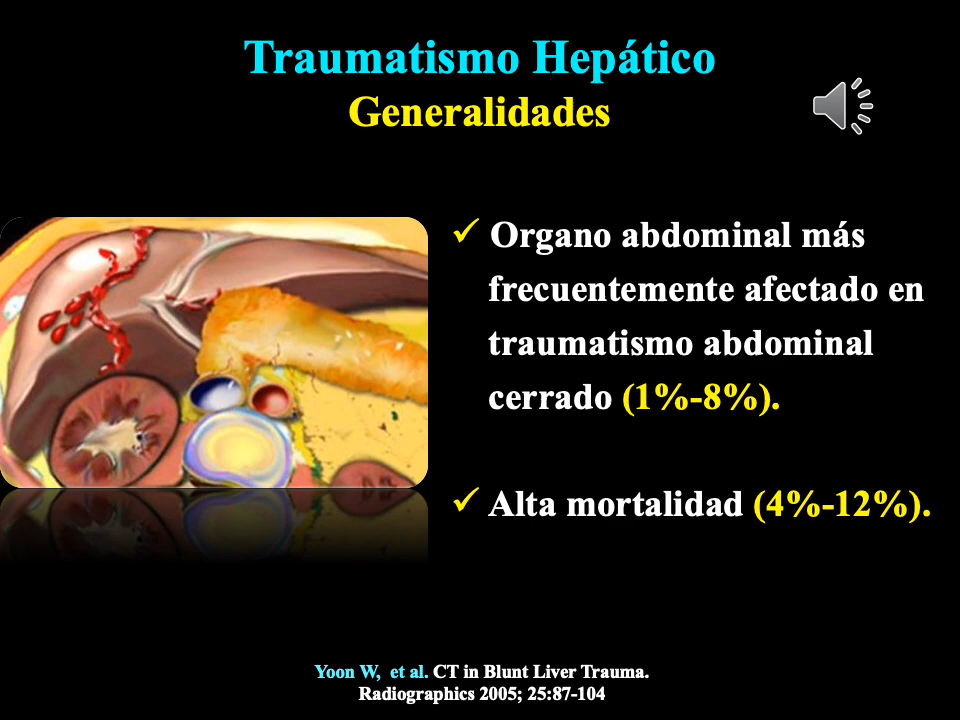 Traumatismo Hepático
Generalidades
✓ Organo abdominal más
frecuentemente afectado en
traumatismo abdominal
cerrado (1%-8%).
✓ Alta mortalidad (4%-12%).
Yoon W, et al. CT in Blunt Liver Trauma.
Radiographics 2005; 25:87-104